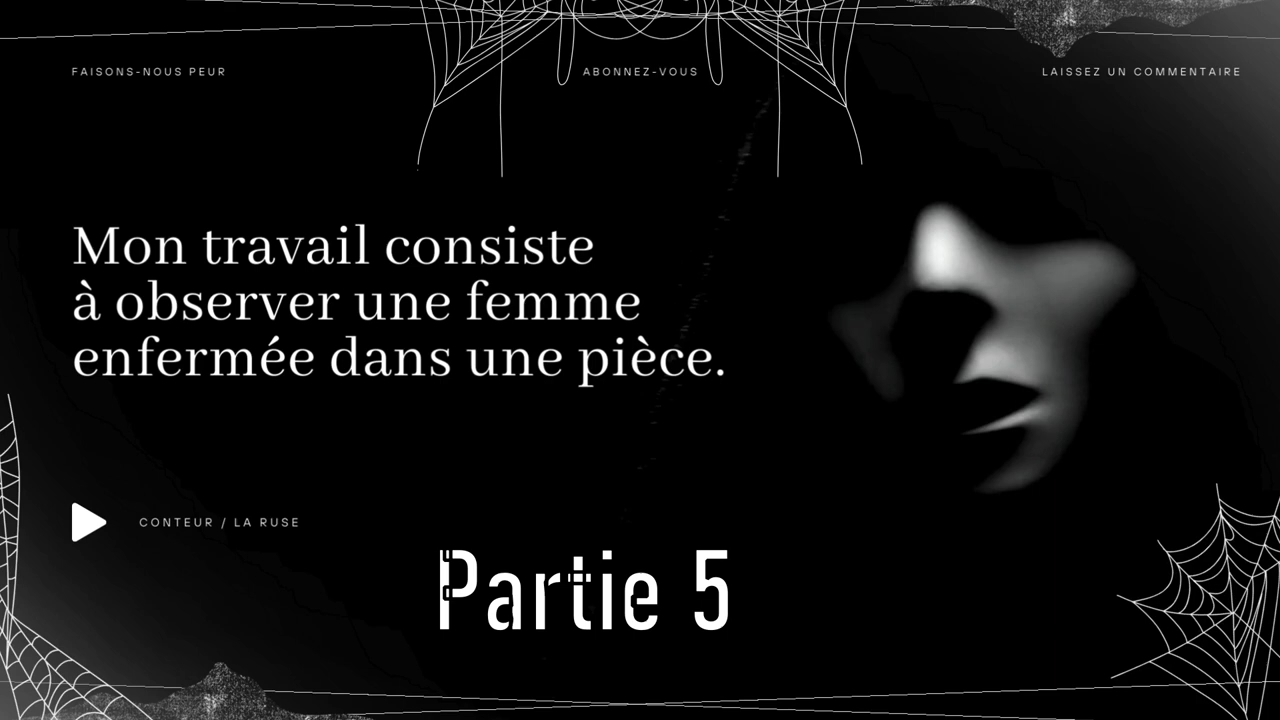 FAISONS-NOUS PEUR
ABONNEZ-VOUS
LAISSEZ UN COMMENTAIRE
Mon travail consiste
à observer une femme
enfermée dans une pièce.
CONTEUR / LA RUSE
Partie 5